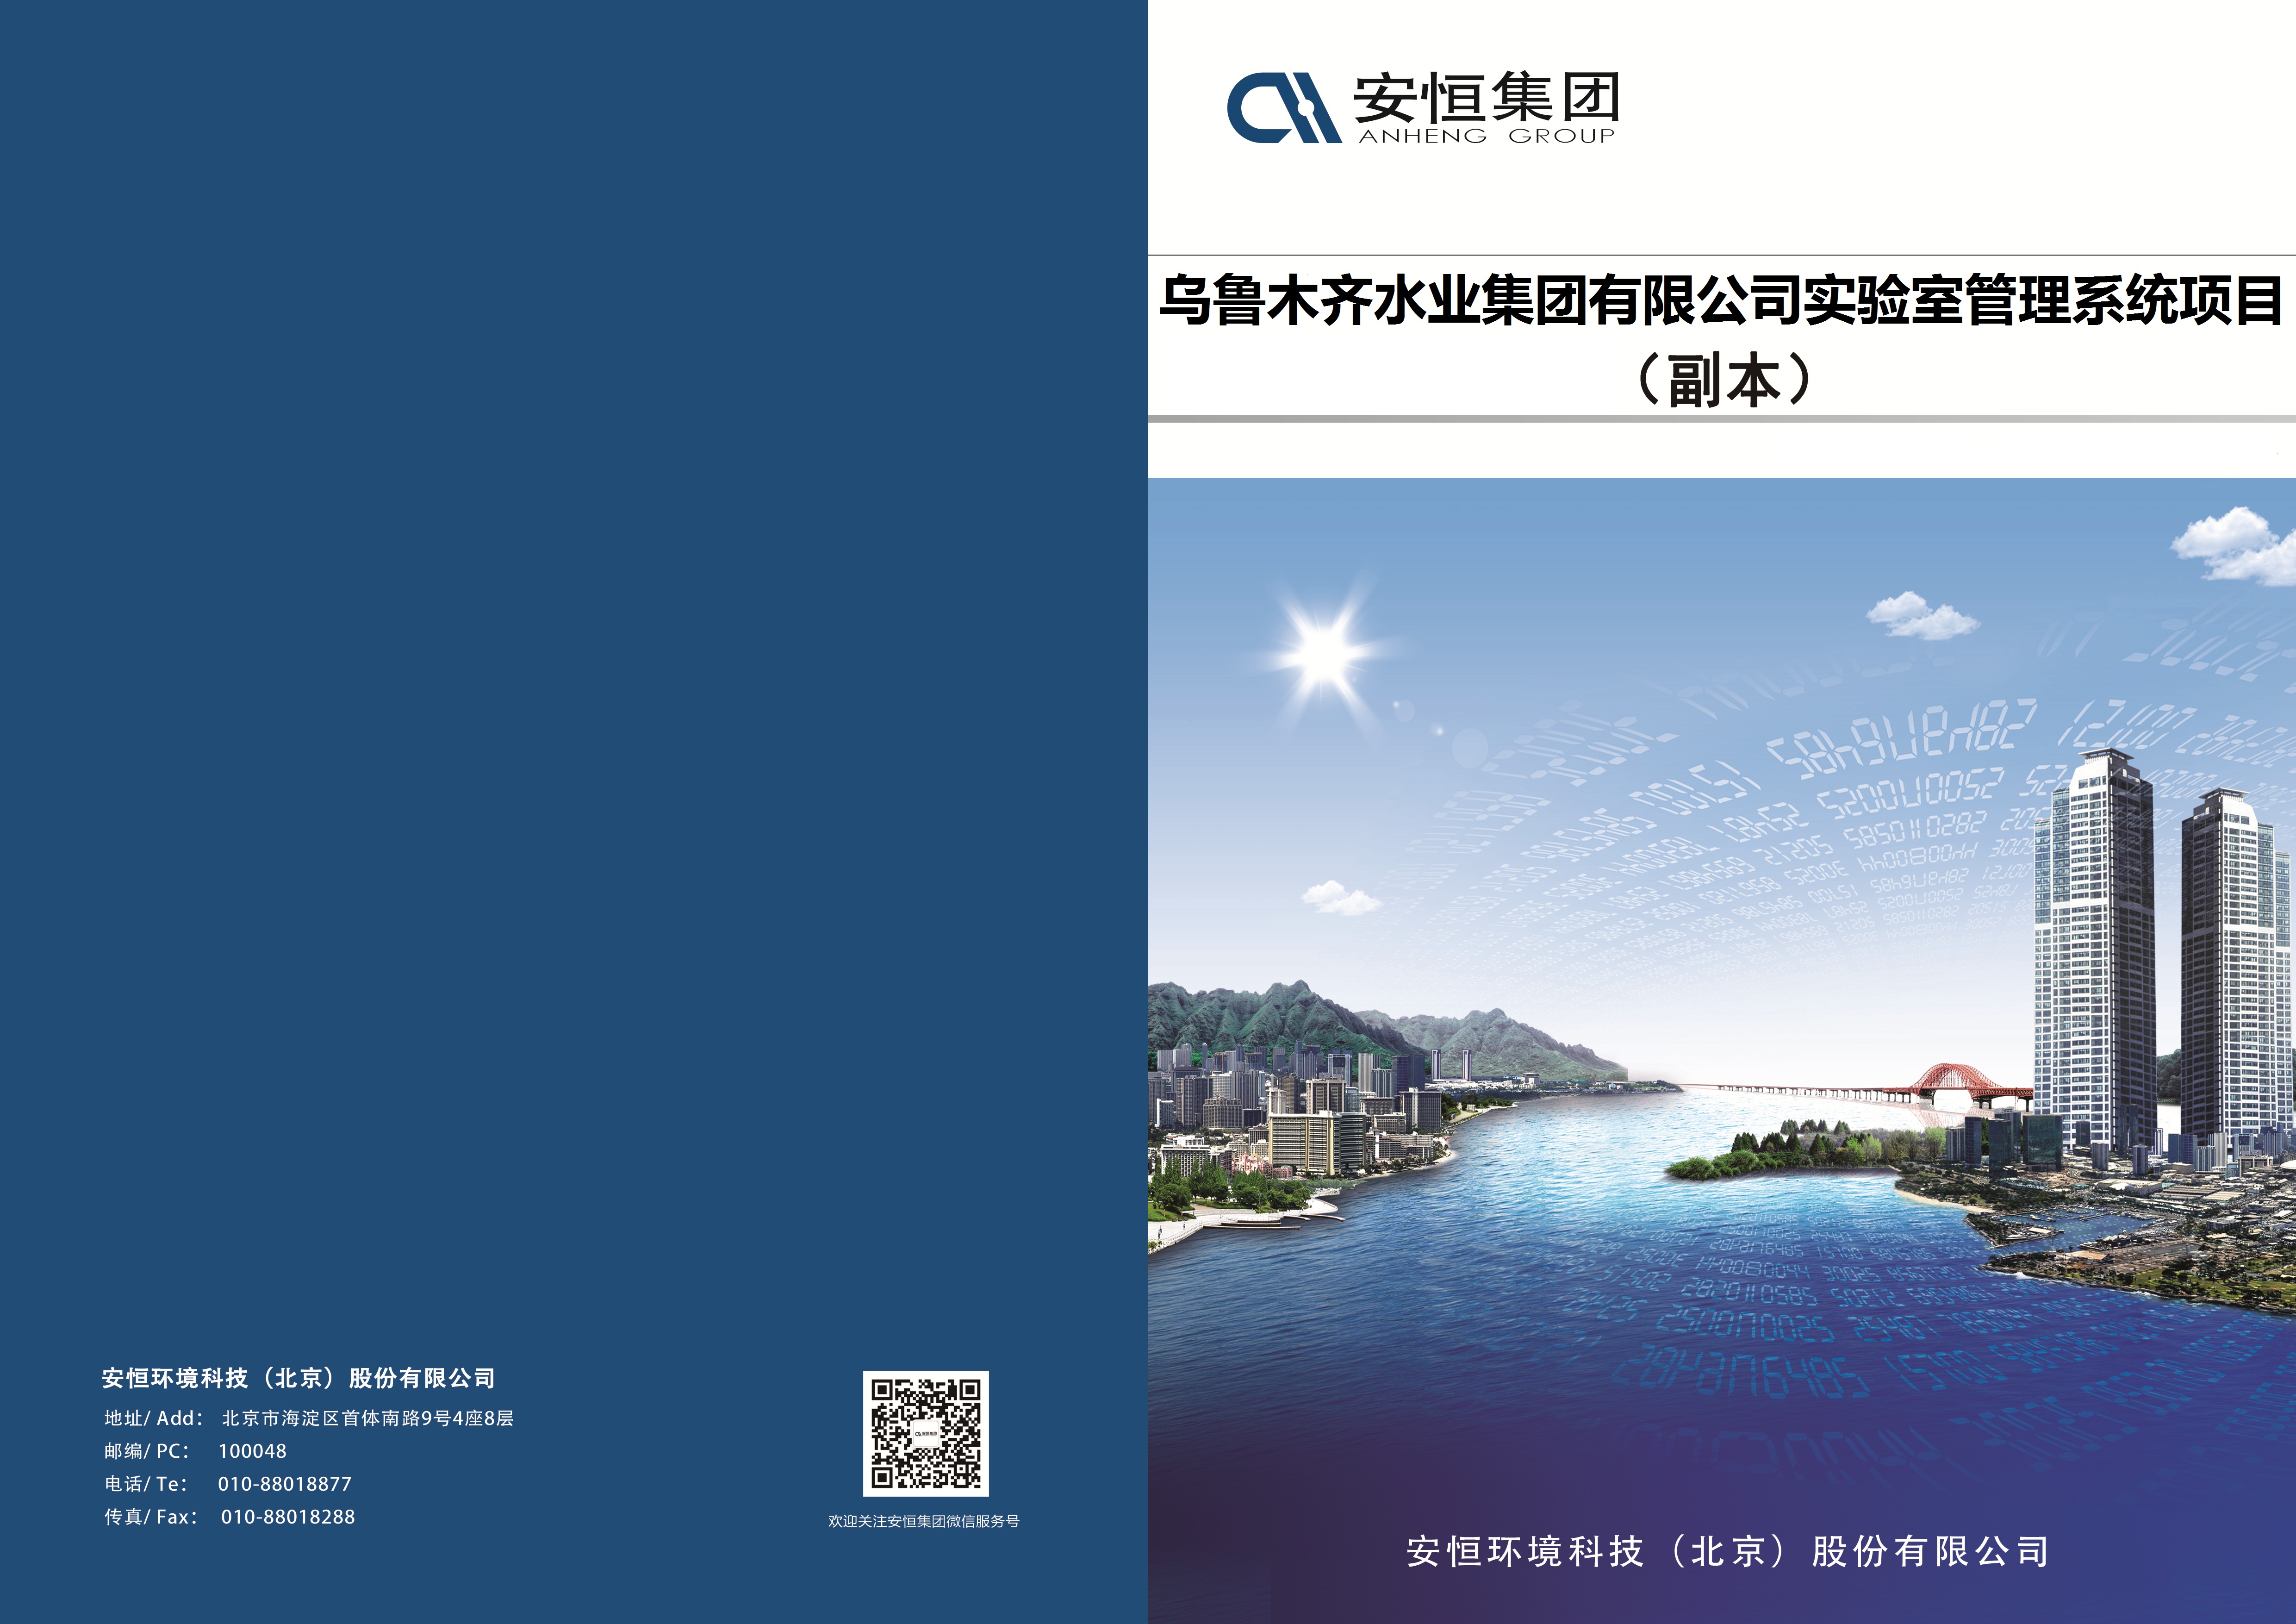 安恒集团
ANHENG GROUP
乌鲁木齐水业集团有限公司实验室管理系统项目
（副本）
安恒环境科技（北京）股份有限公司
地址/ Add： 北京市海淀区首体南路9号4座8层
邮编/ PC： 100048
电话/ Te： 010-88018877
传真/ Fax： 010-88018288
欢迎关注安恒集团微信服务号
安恒环境科技（北京）股份有限公司